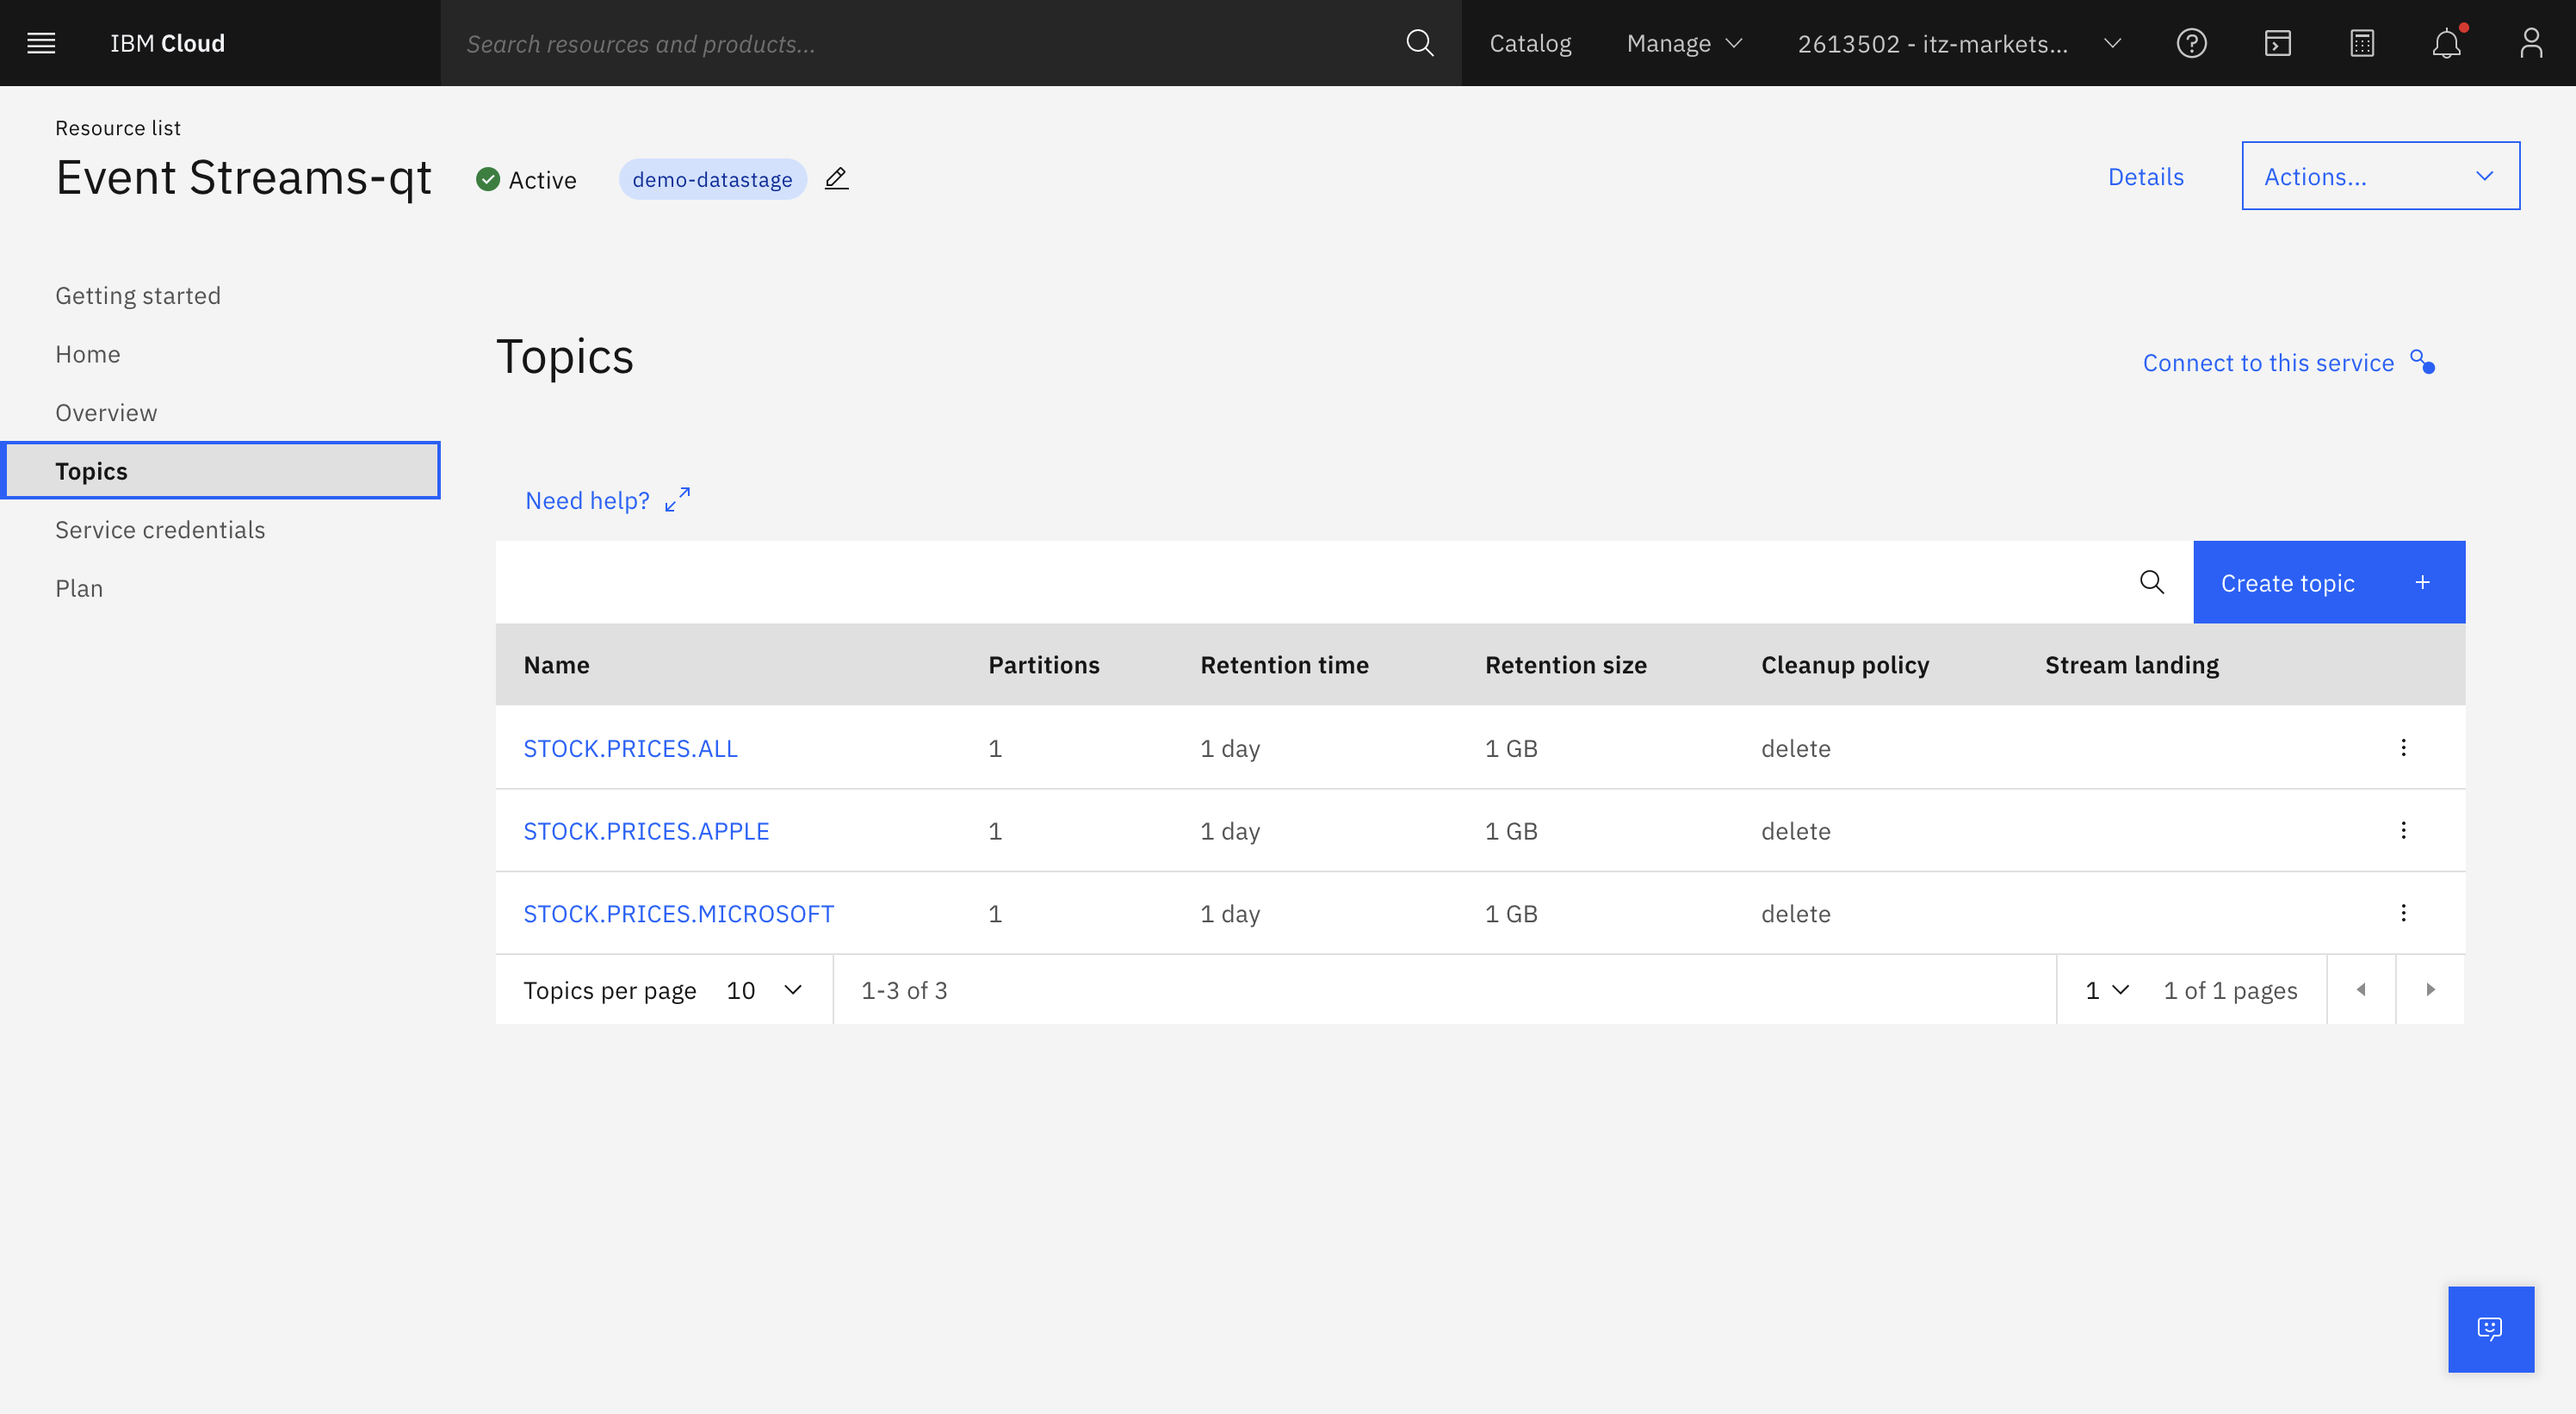 IBM Cloud
Search resources and products...
Catalog
Manage
2613502 - itz-markets...
Resource list
Event Streams-qt
Active
demo-datastage
Details
Actions...
Getting started
Home
Overview
Topics
Service credentials
Plan
Topics
Connect to this service
Need help?
Create topic +
Name Partitions Retention time Retention size Cleanup policy Stream landing
STOCK.PRICES.ALL 1 1 day 1 GB delete
STOCK.PRICES.APPLE 1 1 day 1 GB delete
STOCK.PRICES.MICROSOFT 1 1 day 1 GB delete
Topics per page 10 1-3 of 3 1 1 of 1 pages